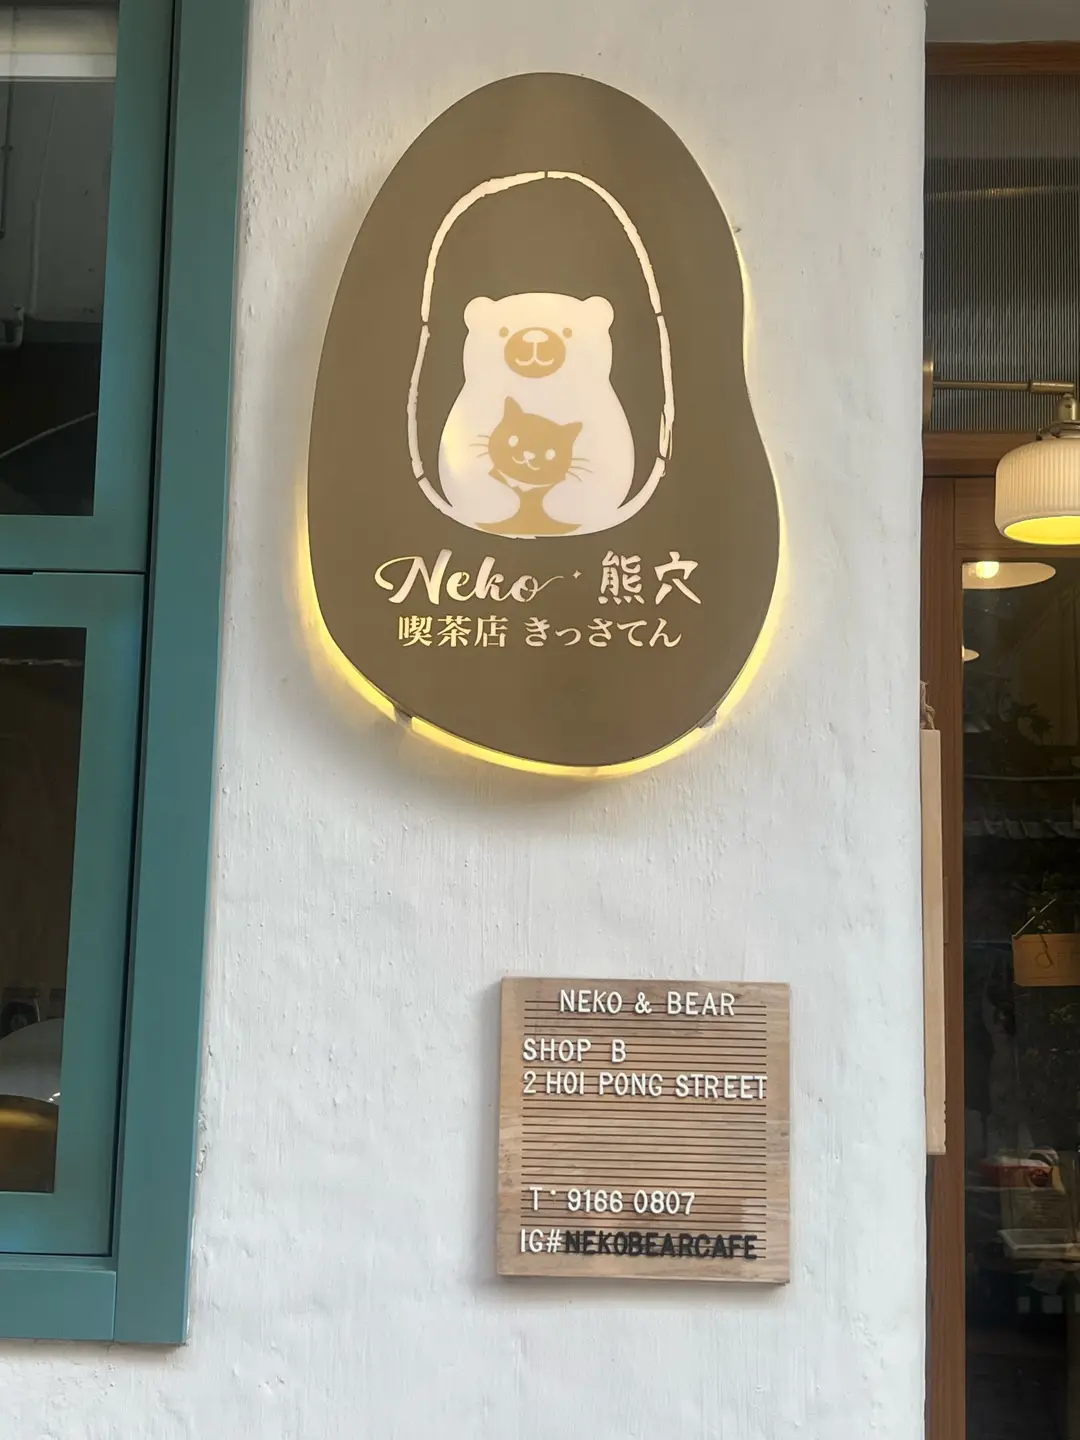 Neko・熊穴
喫茶店 きっさてん
NEKO & BEAR
SHOP B
2 HOI PONG STREET
T· 9166 0807
IG#NEKOBEARCAFE